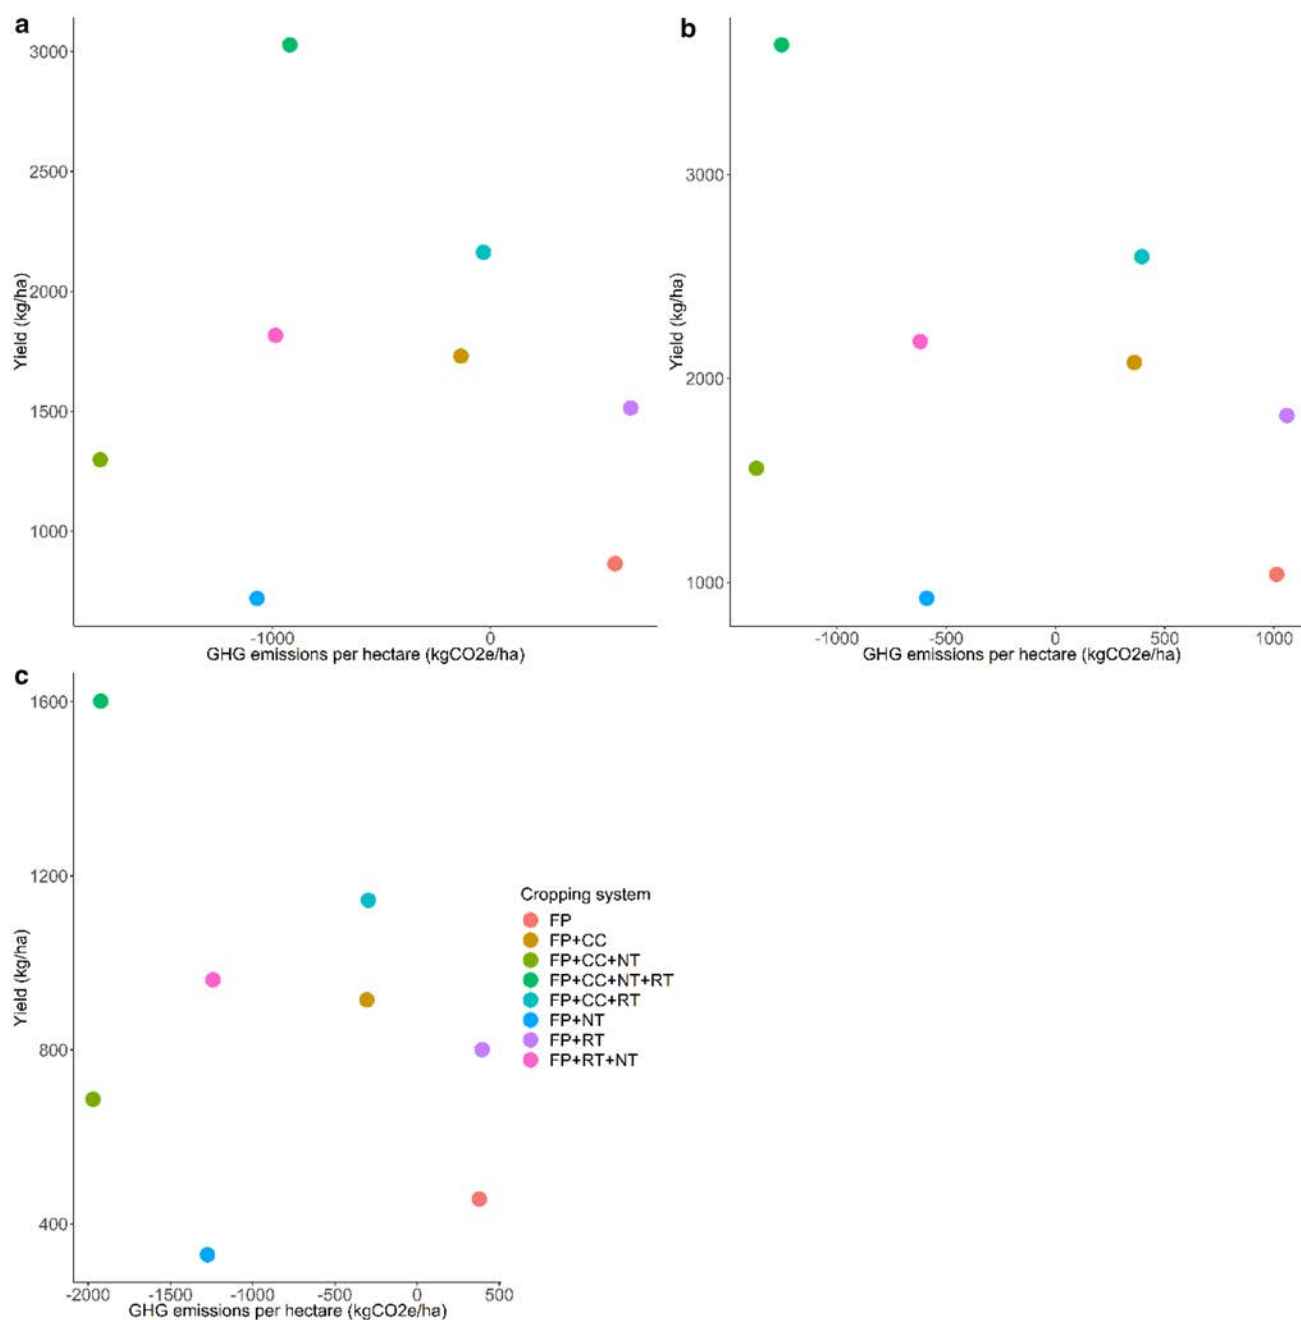 a
3000
2500
2000
1500
1000
Yield (kg/ha)
-1000 0
GHG emissions per hectare (kgCO2e/ha)
b
3000
2000
1000
Yield (kg/ha)
-1000 -500 0 500 1000
GHG emissions per hectare (kgCO2e/ha)
c
1600
1200
800
400
Yield (kg/ha)
-2000 -1500 -1000 -500 0 500
GHG emissions per hectare (kgCO2e/ha)
Cropping system
FP
FP+CC
FP+CC+NT
FP+CC+NT+RT
FP+CC+RT
FP+NT
FP+RT
FP+RT+NT